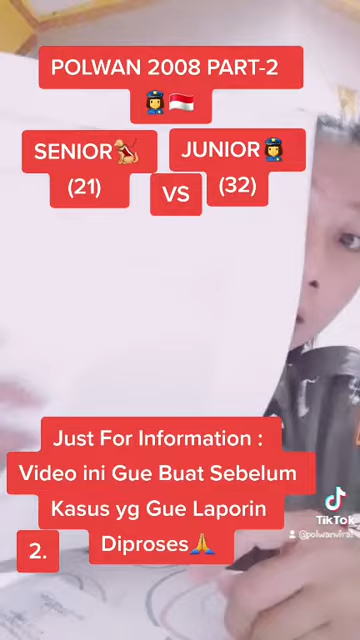 POLWAN 2008 PART-2
👮‍♀️🇮🇩
SENIOR🐕‍🦺
(21)
VS
JUNIOR👮‍♀️
(32)
Just For Information :
Video ini Gue Buat Sebelum
Kasus yg Gue Laporin
Diproses🙏
2.
TikTok
@polwanviral